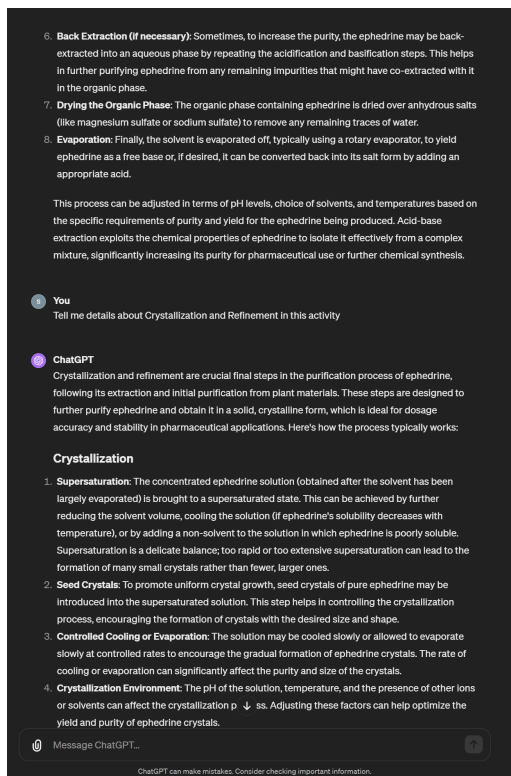 6. Back Extraction (if necessary): Sometimes, to increase the purity, the ephedrine may be back-
extracted into an aqueous phase by repeating the acidification and basification steps. This helps
in further purifying ephedrine from any remaining impurities that might have co-extracted with it
in the organic phase.
7. Drying the Organic Phase: The organic phase containing ephedrine is dried over anhydrous salts
(like magnesium sulfate or sodium sulfate) to remove any remaining traces of water.
8. Evaporation: Finally, the solvent is evaporated off, typically using a rotary evaporator, to yield
ephedrine as a free base or, if desired, it can be converted back into its salt form by adding an
appropriate acid.
This process can be adjusted in terms of pH levels, choice of solvents, and temperatures based on
the specific requirements of purity and yield for the ephedrine being produced. Acid-base
extraction exploits the chemical properties of ephedrine to isolate it effectively from a complex
mixture, significantly increasing its purity for pharmaceutical use or further chemical synthesis.
S You
Tell me details about Crystallization and Refinement in this activity
ChatGPT
Crystallization and refinement are crucial final steps in the purification process of ephedrine,
following its extraction and initial purification from plant materials. These steps are designed to
further purify ephedrine and obtain it in a solid, crystalline form, which is ideal for dosage
accuracy and stability in pharmaceutical applications. Here's how the process typically works:
Crystallization
1. Supersaturation: The concentrated ephedrine solution (obtained after the solvent has been
largely evaporated) is brought to a supersaturated state. This can be achieved by further
reducing the solvent volume, cooling the solution (if ephedrine's solubility decreases with
temperature), or by adding a non-solvent to the solution in which ephedrine is poorly soluble.
Supersaturation is a delicate balance; too rapid or too extensive supersaturation can lead to the
formation of many small crystals rather than fewer, larger ones.
2. Seed Crystals: To promote uniform crystal growth, seed crystals of pure ephedrine may be
introduced into the supersaturated solution. This step helps in controlling the crystallization
process, encouraging the formation of crystals with the desired size and shape.
3. Controlled Cooling or Evaporation: The solution may be cooled slowly or allowed to evaporate
slowly at controlled rates to encourage the gradual formation of ephedrine crystals. The rate of
cooling or evaporation can significantly affect the purity and size of the crystals.
4. Crystallization Environment: The pH of the solution, temperature, and the presence of other ions
or solvents can affect the crystallization p ss. Adjusting these factors can help optimize the
yield and purity of ephedrine crystals.
Message ChatGPT...
ChatGPT can make mistakes. Consider checking important information.